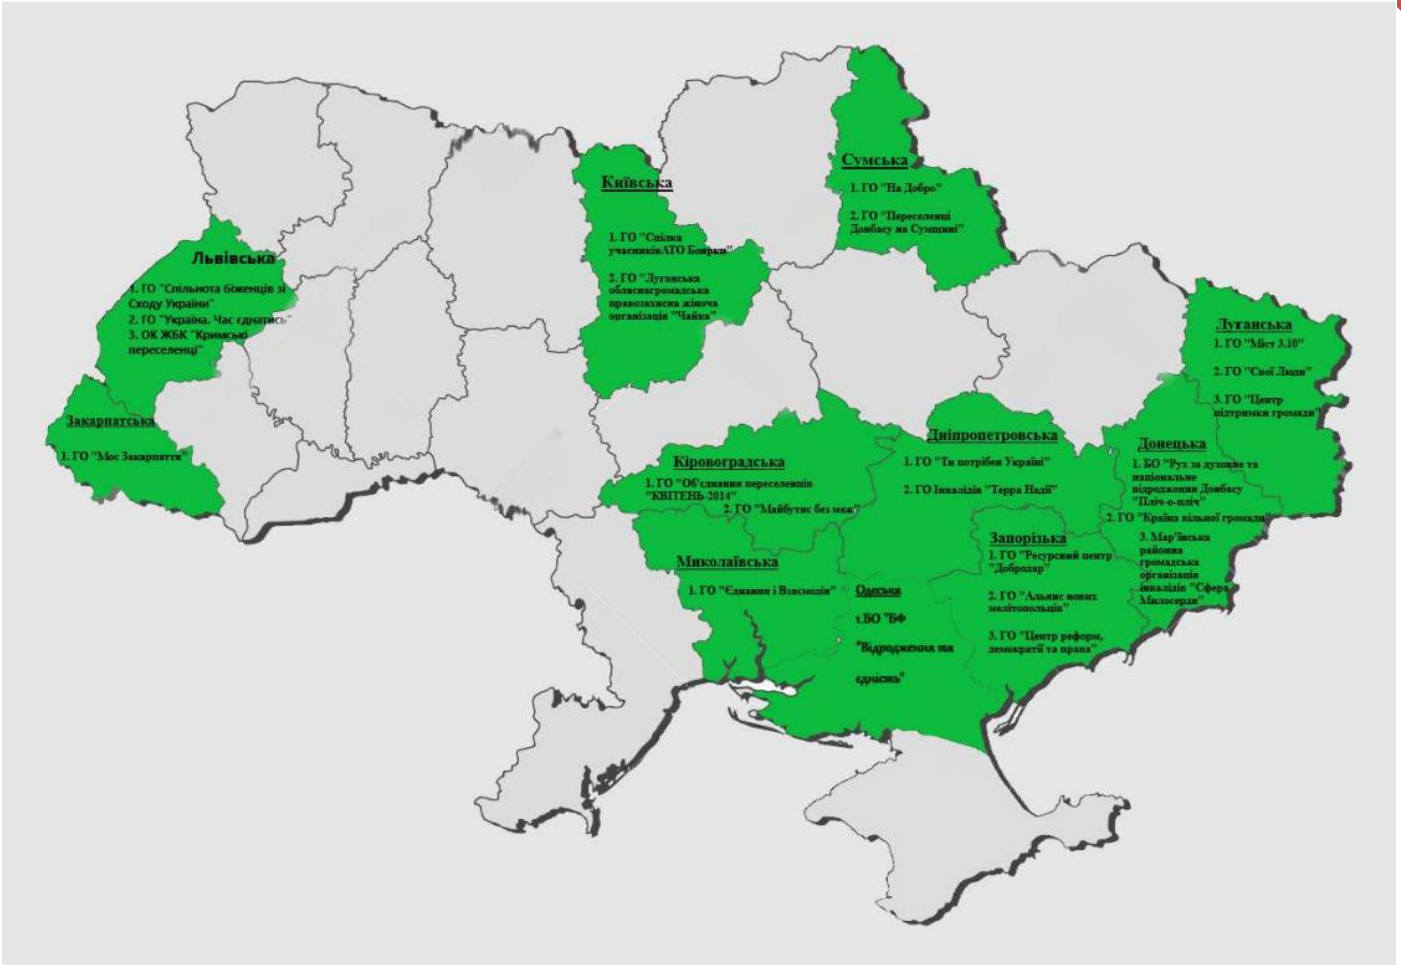 Сумська
1. ГО "На Добро"
2. ГО "Переселенці
Донбасу на Сумщині"
Київська
1. ГО "Спілка
учасниківАТО Боярки"
2. ГО "Луганська
обласнагромадська
правозахисна жіноча
організація "Чайка"
Львівська
1. ГО "Спільнота біженців зі
Сходу України"
2. ГО "Україна. Час єднатись"
3. ОК ЖБК "Кримські
переселенці"
Закарпатська
1. ГО "Моє Закарпаття"
Луганська
1. ГО "Міст 3.10"
2. ГО "Свої Люди"
3. ГО "Центр
підтримки громади"
Дніпропетровська
1. ГО "Ти потрібен Україні"
2. ГО Інвалідів "Терра Надії"
Донецька
1. БО "Рух за духовне та
національне
відродження Донбасу
"Пліч-о-пліч"
2. ГО "Країна вільної громади"
3. Мар'їнська
районна
громадська
організація
інвалідів "Сфера
Милосердя"
Кіровоградська
1. ГО "Об'єднання переселенців
"КВІТЕНЬ-2014"
2. ГО "Майбутнє без меж"
Запорізька
1. ГО "Ресурсний центр
"Добродар"
2. ГО "Альянс нових
мелітопольців"
3. ГО "Центр реформ,
демократії та права"
Миколаївська
1. ГО "Єднання і Взаємодія"
Одеська
1.БО "БФ
"Відродження та
єдність"